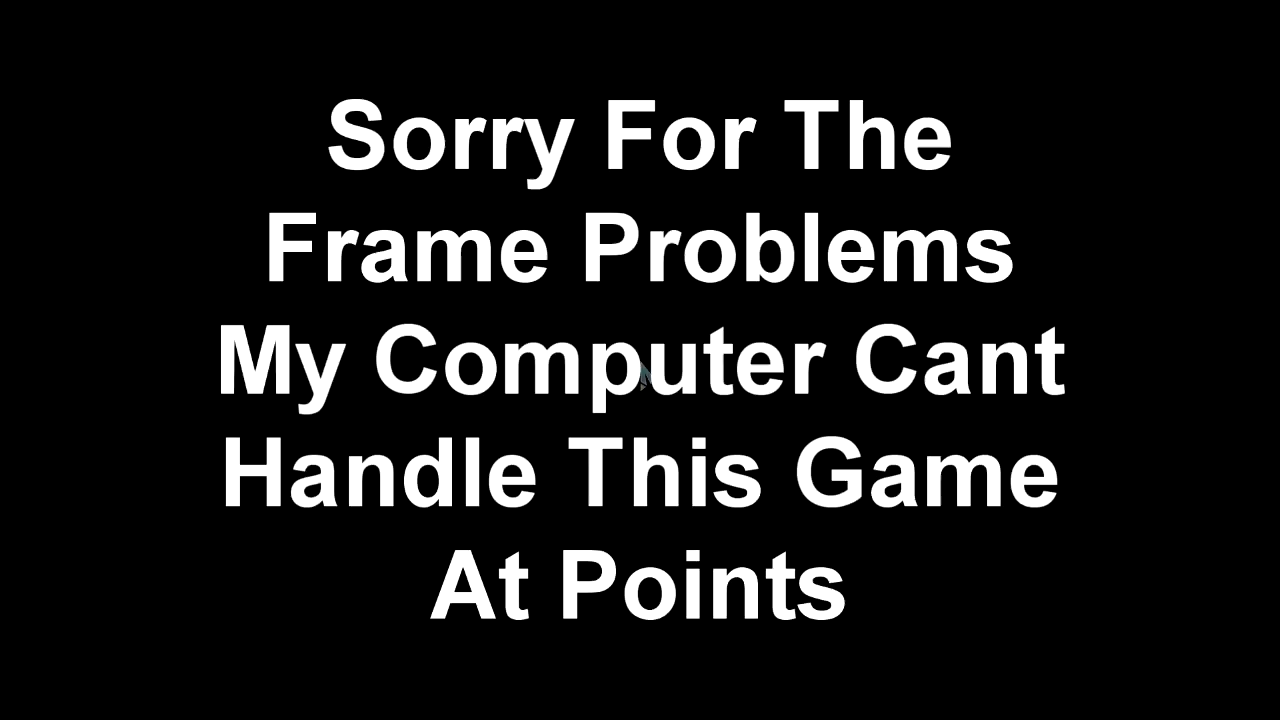 Sorry For The
Frame Problems
My Computer Cant
Handle This Game
At Points